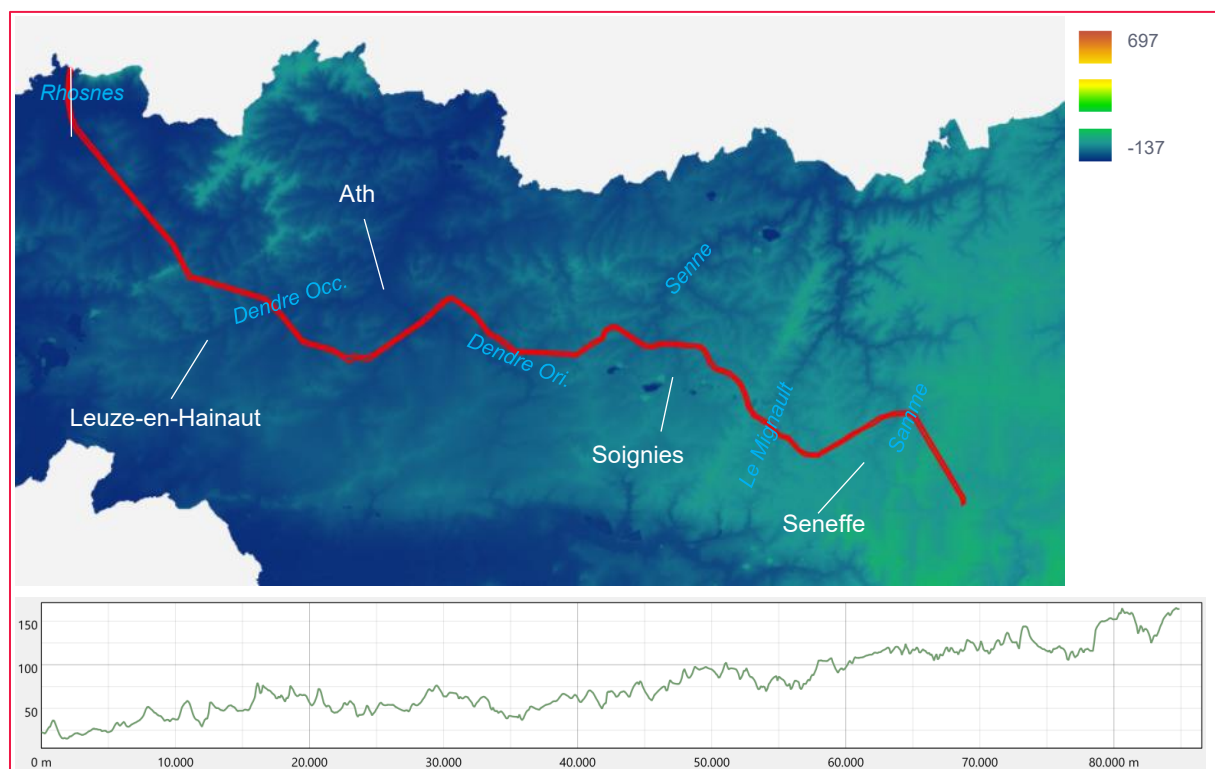 697
-137
Rhosnes
Ath
Senne
Dendre Occ.
Dendre Ori.
Leuze-en-Hainaut
Soignies
Le Mignault
Samme
Seneffe
150
100
50
0 m
10.000
20.000
30.000
40.000
50.000
60.000
70.000
80.000 m